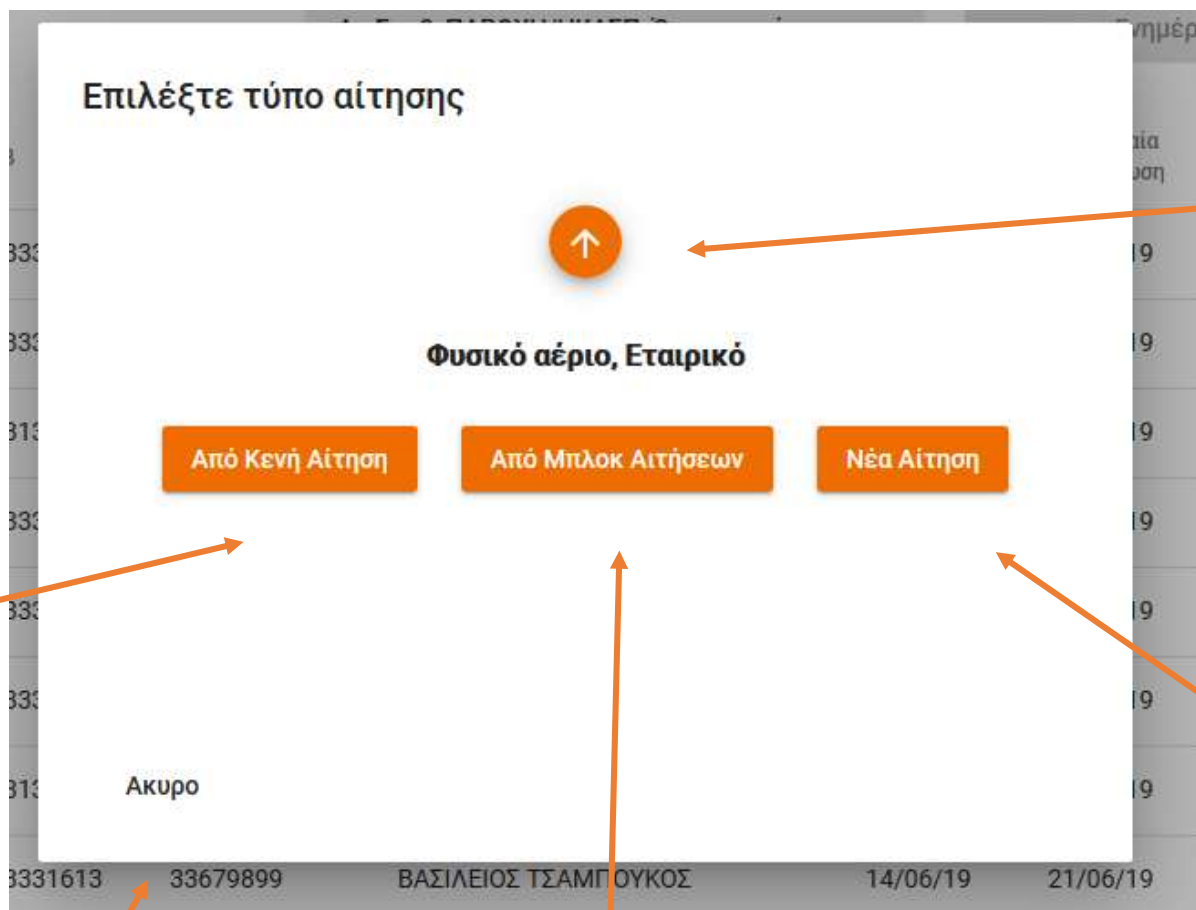 Επιλέξτε τύπο αίτησης
Φυσικό αέριο, Εταιρικό
Από Κενή Αίτηση Από Μπλοκ Αιτήσεων Νέα Αίτηση
Ακυρο
3331613 33679899 ΒΑΣΙΛΕΙΟΣ ΤΣΑΜΠΟΥΚΟΣ 14/06/19 21/06/19